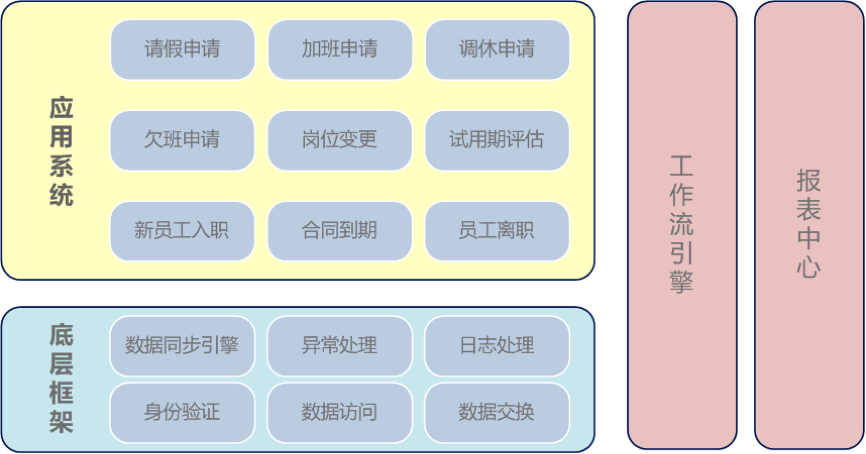 应用系统
请假申请
加班申请
调休申请
欠班申请
岗位变更
试用期评估
新员工入职
合同到期
员工离职
底层框架
数据同步引擎
异常处理
日志处理
身份验证
数据访问
数据交换
工作流引擎
报表中心